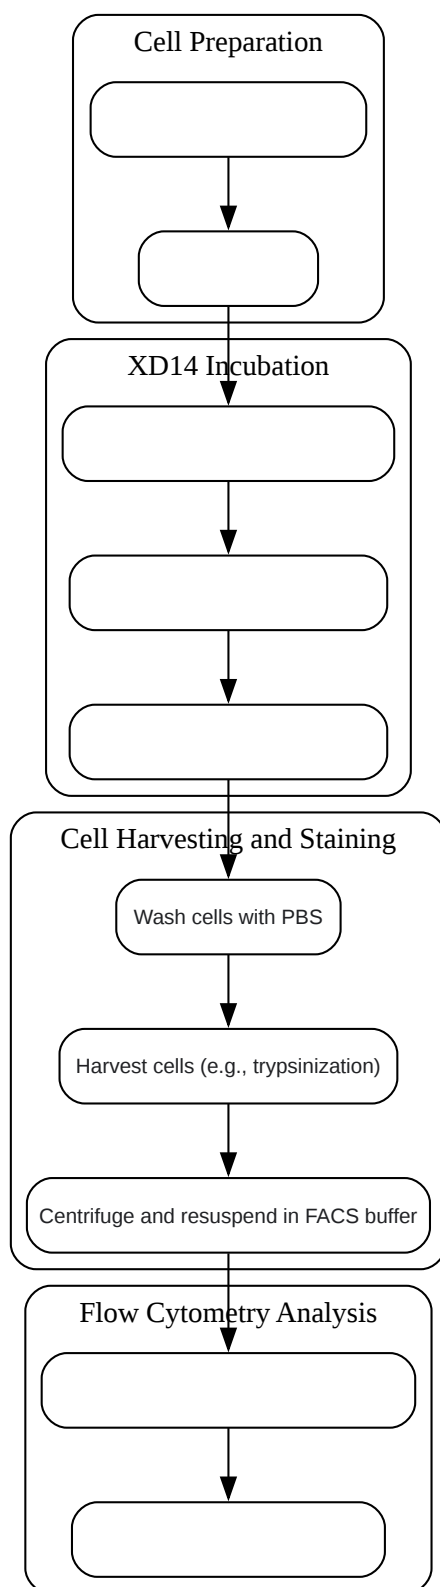 Cell Preparation
XD14 Incubation
Cell Harvesting and Staining
Wash cells with PBS
Harvest cells (e.g., trypsinization)
Centrifuge and resuspend in FACS buffer
Flow Cytometry Analysis